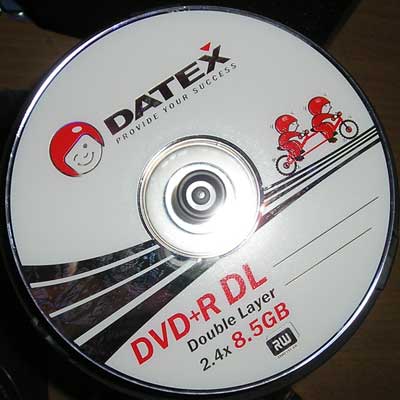 DATEX
PROVIDE YOUR SUCCESS
DVD+R DL
Double Layer
2.4x 8.5GB
RW